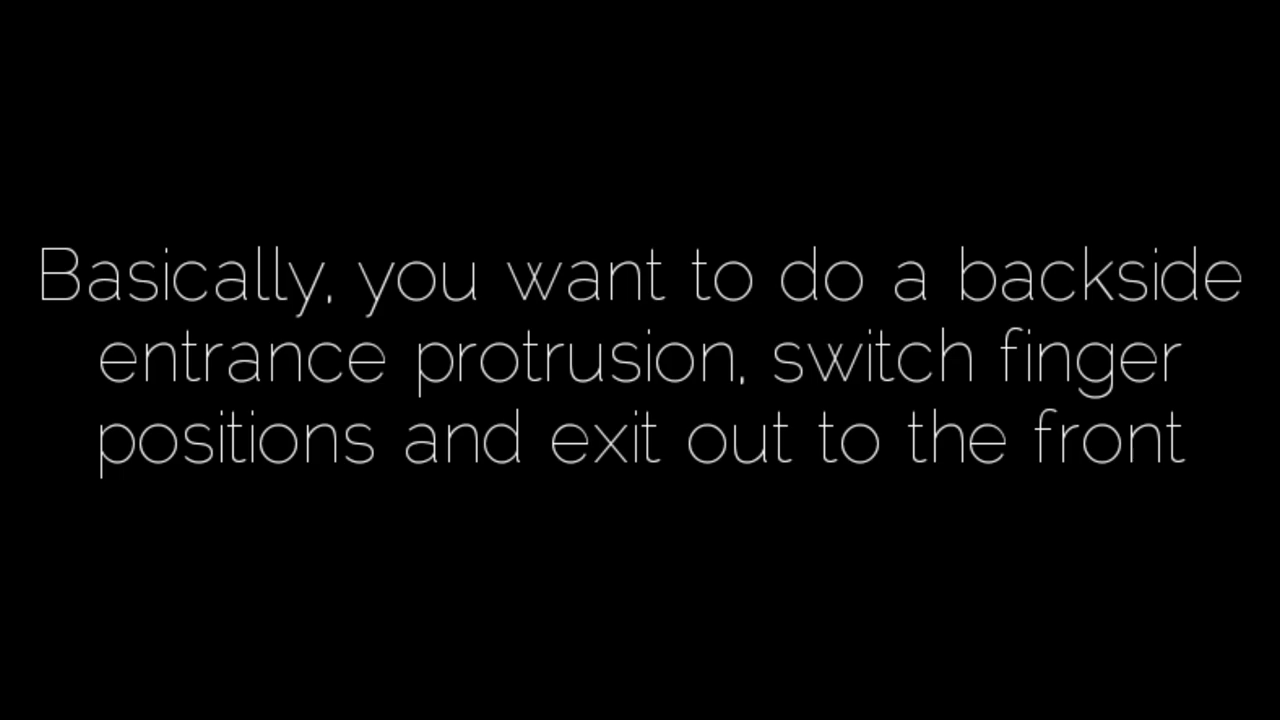 Basically, you want to do a backside
entrance protrusion, switch finger
positions and exit out to the front